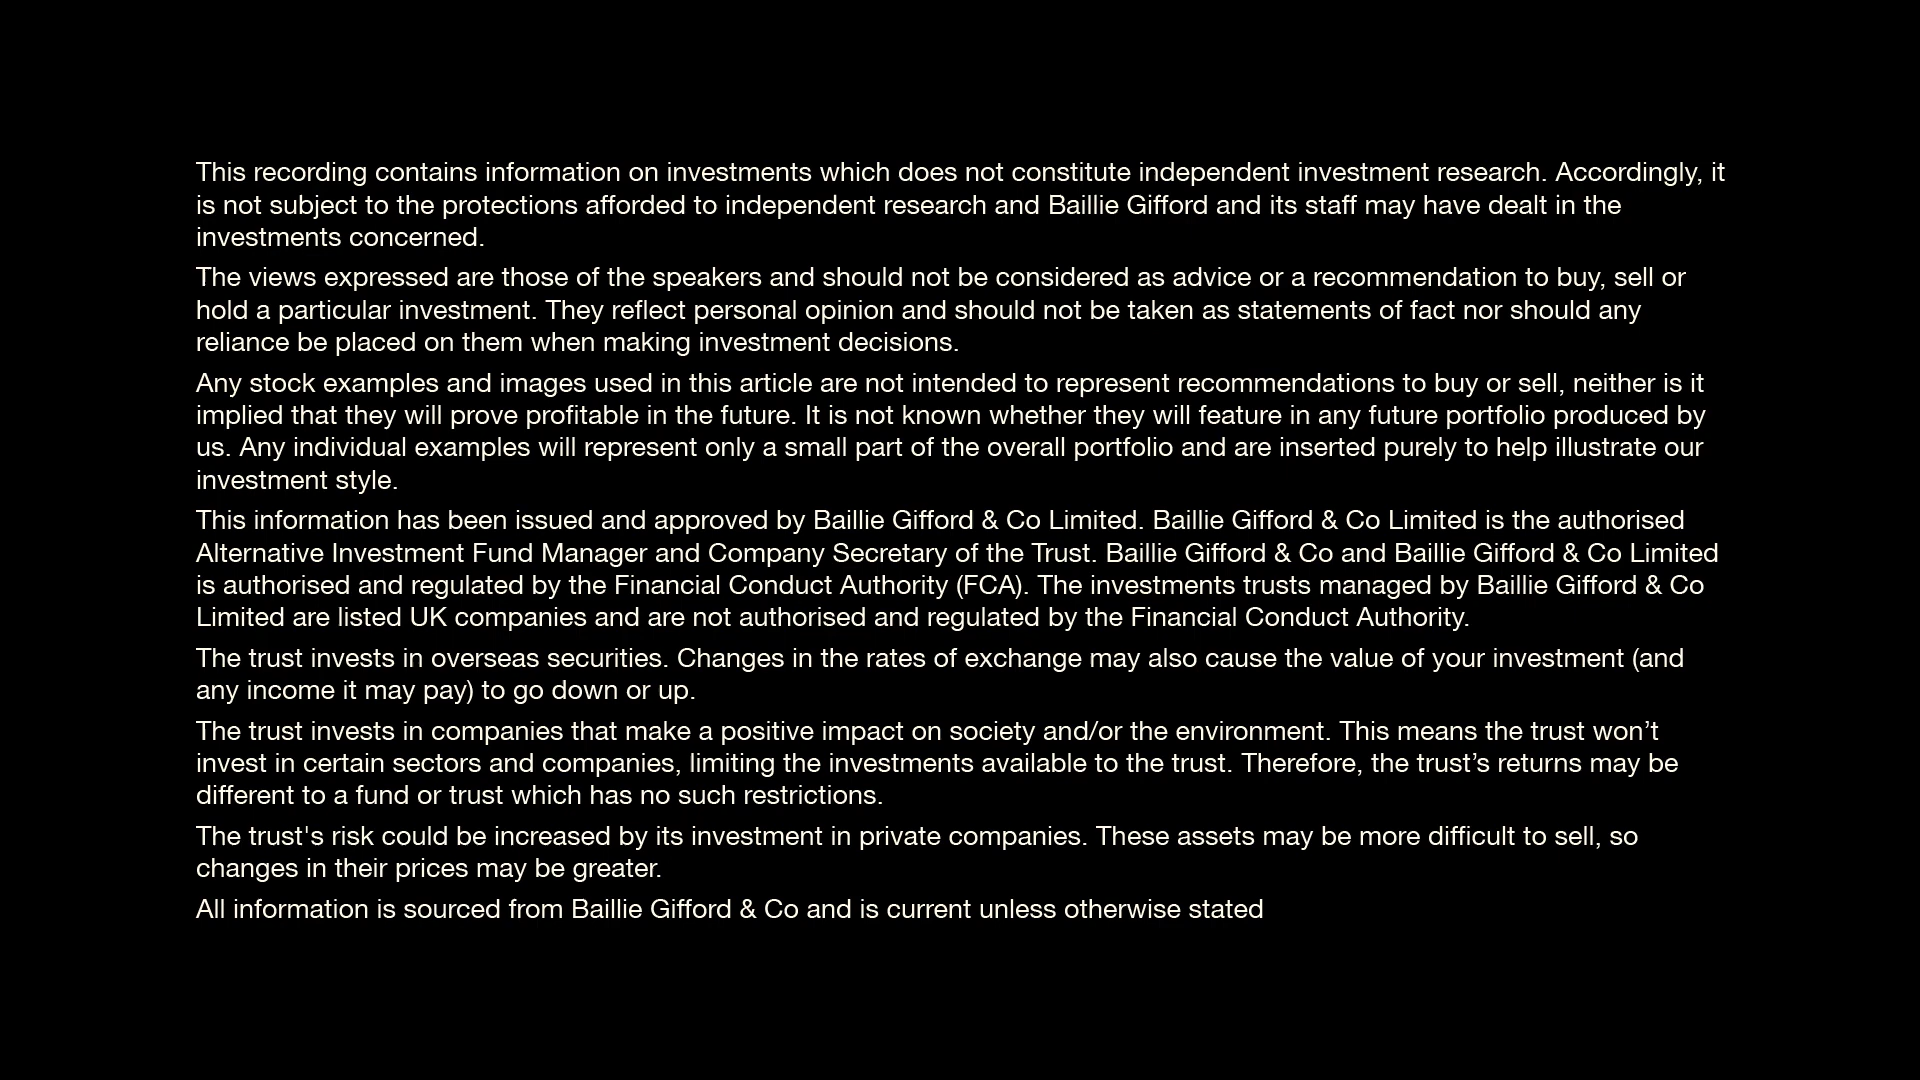 This recording contains information on investments which does not constitute independent investment research. Accordingly, it
is not subject to the protections afforded to independent research and Baillie Gifford and its staff may have dealt in the
investments concerned.
The views expressed are those of the speakers and should not be considered as advice or a recommendation to buy, sell or
hold a particular investment. They reflect personal opinion and should not be taken as statements of fact nor should any
reliance be placed on them when making investment decisions.
Any stock examples and images used in this article are not intended to represent recommendations to buy or sell, neither is it
implied that they will prove profitable in the future. It is not known whether they will feature in any future portfolio produced by
us. Any individual examples will represent only a small part of the overall portfolio and are inserted purely to help illustrate our
investment style.
This information has been issued and approved by Baillie Gifford & Co Limited. Baillie Gifford & Co Limited is the authorised
Alternative Investment Fund Manager and Company Secretary of the Trust. Baillie Gifford & Co and Baillie Gifford & Co Limited
is authorised and regulated by the Financial Conduct Authority (FCA). The investments trusts managed by Baillie Gifford & Co
Limited are listed UK companies and are not authorised and regulated by the Financial Conduct Authority.
The trust invests in overseas securities. Changes in the rates of exchange may also cause the value of your investment (and
any income it may pay) to go down or up.
The trust invests in companies that make a positive impact on society and/or the environment. This means the trust won’t
invest in certain sectors and companies, limiting the investments available to the trust. Therefore, the trust’s returns may be
different to a fund or trust which has no such restrictions.
The trust's risk could be increased by its investment in private companies. These assets may be more difficult to sell, so
changes in their prices may be greater.
All information is sourced from Baillie Gifford & Co and is current unless otherwise stated